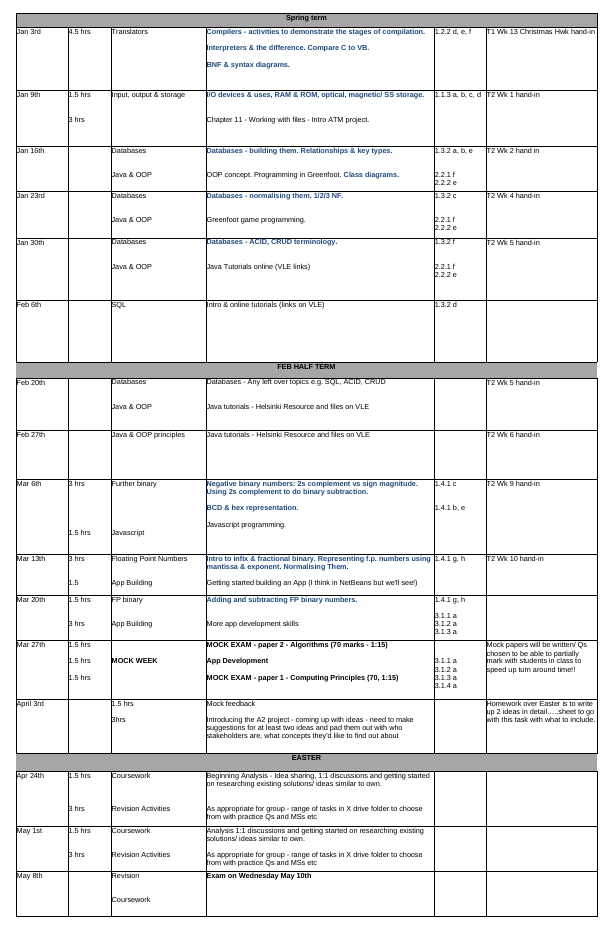 Spring term
Jan 3rd 4.5 hrs Translators Compilers - activities to demonstrate the stages of compilation. 1.2.2 d, e, f T1 Wk 13 Christmas Hwk hand-in
Interpreters & the difference. Compare C to VB.
BNF & syntax diagrams.
Jan 9th 1.5 hrs Input, output & storage I/O devices & uses, RAM & ROM, optical, magnetic/ SS storage. 1.1.3 a, b, c, d T2 Wk 1 hand-in
3 hrs Chapter 11 - Working with files - Intro ATM project.
Jan 16th Databases Databases - building them. Relationships & key types. 1.3.2 a, b, e T2 Wk 2 hand in
Java & OOP OOP concept. Programming in Greenfoot. Class diagrams. 2.2.1 f
2.2.2 e
Jan 23rd Databases Databases - normalising them. 1/2/3 NF. 1.3.2 c T2 Wk 4 hand-in
Java & OOP Greenfoot game programming. 2.2.1 f
2.2.2 e
Jan 30th Databases Databases - ACID, CRUD terminology. 1.3.2 f T2 Wk 5 hand-in
Java & OOP Java Tutorials online (VLE links) 2.2.1 f
2.2.2 e
Feb 6th SQL Intro & online tutorials (links on VLE) 1.3.2 d
FEB HALF TERM
Feb 20th Databases Databases - Any left over topics e.g. SQL, ACID, CRUD T2 Wk 5 hand-in
Java & OOP Java tutorials - Helsinki Resource and files on VLE
Feb 27th Java & OOP principles Java tutorials - Helsinki Resource and files on VLE T2 Wk 6 hand-in
Mar 6th 3 hrs Further binary Negative binary numbers: 2s complement vs sign magnitude. 1.4.1 c T2 Wk 9 hand-in
Using 2s complement to do binary subtraction.
BCD & hex representation. 1.4.1 b, e
Javascript programming.
1.5 hrs Javascript
Mar 13th 3 hrs Floating Point Numbers Intro to infix & fractional binary. Representing f.p. numbers using 1.4.1 g, h T2 Wk 10 hand-in
mantissa & exponent. Normalising Them.
1.5 App Building Getting started building an App (I think in NetBeans but we'll see!)
Mar 20th 1.5 hrs FP binary Adding and subtracting FP binary numbers. 1.4.1 g, h
3.1.1 a
3 hrs App Building More app development skills 3.1.2 a
3.1.3 a
Mar 27th 1.5 hrs MOCK EXAM - paper 2 - Algorithms (70 marks - 1:15) Mock papers will be written/ Qs
chosen to be able to partially
1.5 hrs MOCK WEEK App Development 3.1.1 a mark with students in class to
3.1.2 a speed up turn around time!!
1.5 hrs MOCK EXAM - paper 1 - Computing Principles (70, 1:15) 3.1.3 a
3.1.4 a
April 3rd 1.5 hrs Mock feedback Homework over Easter is to write
up 2 ideas in detail.....sheet to go
3hrs Introducing the A2 project - coming up with ideas - need to make with this task with what to include.
suggestions for at least two ideas and pad them out with who
stakeholders are, what concepts they'd like to find out about
EASTER
Apr 24th 1.5 hrs Coursework Beginning Analysis - Idea sharing, 1:1 discussions and getting started
on researching existing solutions/ ideas similar to own.
3 hrs Revision Activities As appropriate for group - range of tasks in X drive folder to choose
from with practice Qs and MSs etc
May 1st 1.5 hrs Coursework Analysis 1:1 discussions and getting started on researching existing
solutions/ ideas similar to own.
3 hrs Revision Activities As appropriate for group - range of tasks in X drive folder to choose
from with practice Qs and MSs etc
May 8th Revision Exam on Wednesday May 10th
Coursework